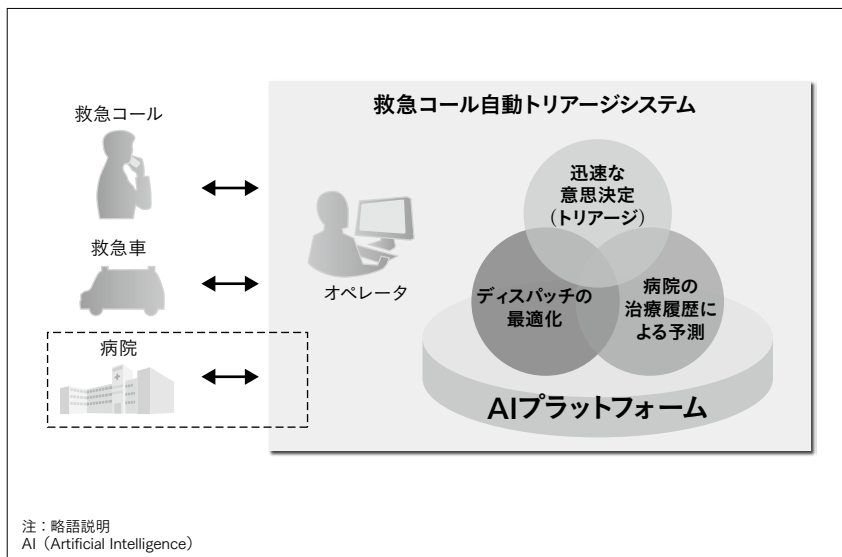 救急コール自動トリアージシステム
救急コール
救急車
病院
オペレータ
迅速な
意思決定
(トリアージ)
ディスパッチの
最適化
病院の
治療履歴に
よる予測
AIプラットフォーム
注：略語説明
AI（Artificial Intelligence）